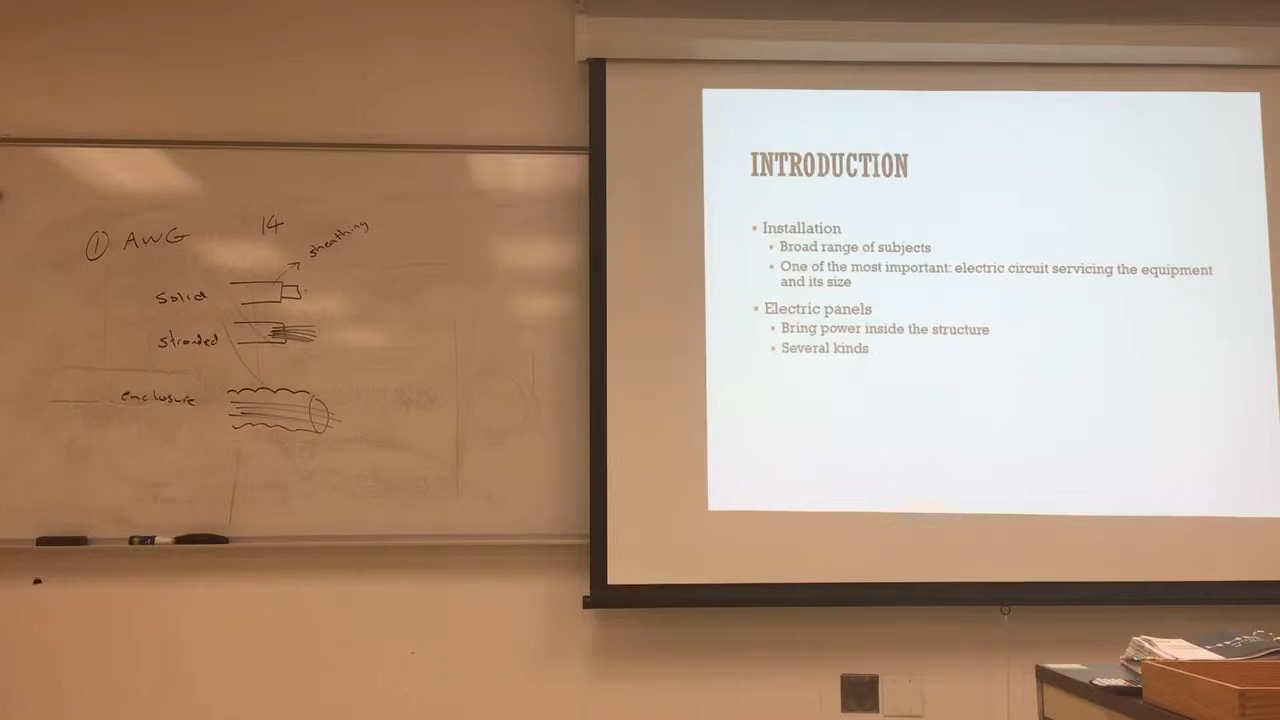 ① AWG 14
sheathing
solid
stranded
enclosure
INTRODUCTION
• Installation
• Broad range of subjects
• One of the most important: electric circuit servicing the equipment
and its size
• Electric panels
• Bring power inside the structure
• Several kinds